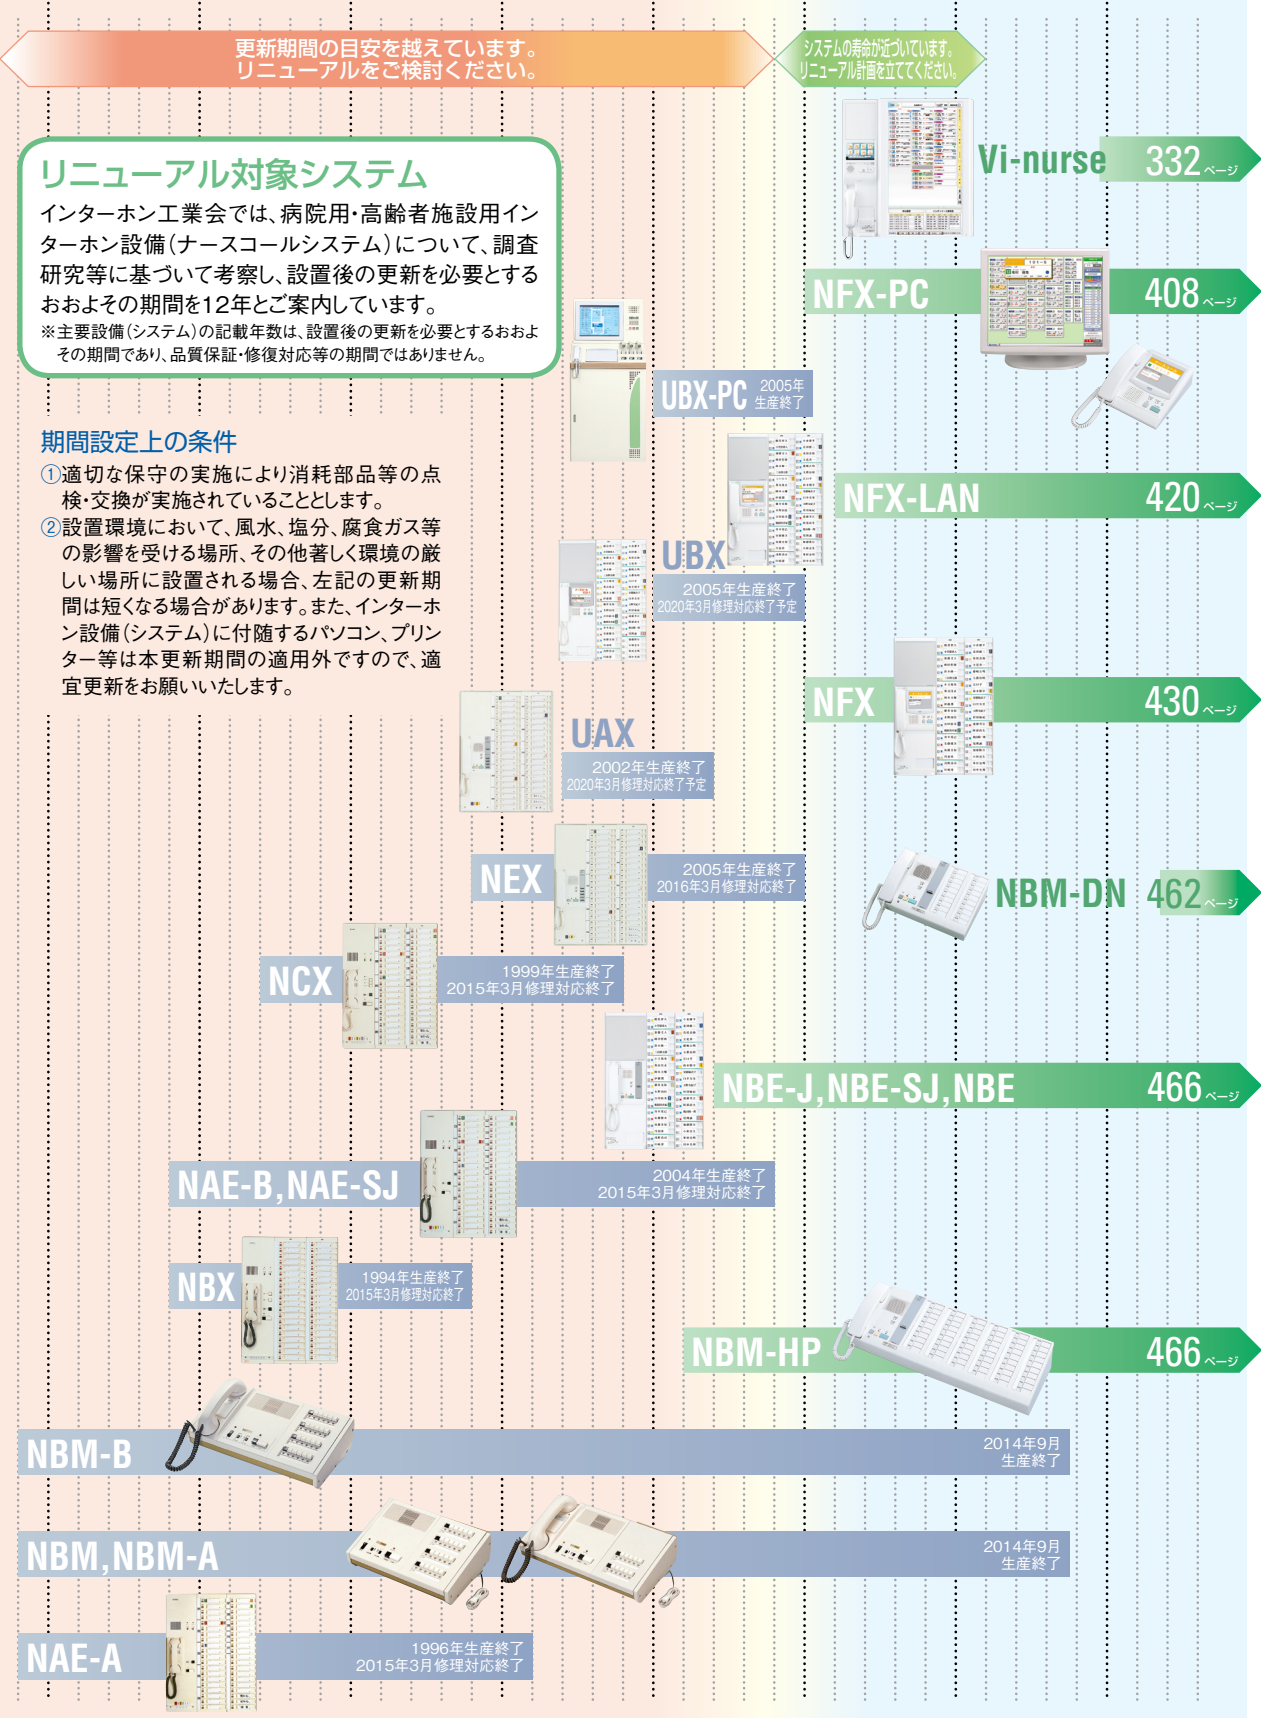 更新期間の目安を越えています。
リニューアルをご検討ください。
システムの寿命が近づいています。
リニューアル計画を立ててください。
リニューアル対象システム
インターホン工業会では、病院用・高齢者施設用イン
ターホン設備（ナースコールシステム）について、調査
研究等に基づいて考察し、設置後の更新を必要とする
おおよその期間を12年とご案内しています。
※主要設備（システム）の記載年数は、設置後の更新を必要とするおおよ
その期間であり、品質保証・修復対応等の期間ではありません。
期間設定上の条件
①適切な保守の実施により消耗部品等の点
検・交換が実施されていることとします。
②設置環境において、風水、塩分、腐食ガス等
の影響を受ける場所、その他著しく環境の厳
しい場所に設置される場合、左記の更新期
間は短くなる場合があります。また、インターホ
ン設備（システム）に付随するパソコン、プリン
ター等は本更新期間の適用外ですので、適
宜更新をお願いいたします。
Vi-nurse 332ページ
NFX-PC 408ページ
UBX-PC 2005年
生産終了
NFX-LAN 420ページ
UBX
2005年生産終了
2020年3月修理対応終了予定
NFX 430ページ
UAX
2002年生産終了
2020年3月修理対応終了予定
NEX 2005年生産終了
2016年3月修理対応終了
NBM-DN 462ページ
NCX 1999年生産終了
2015年3月修理対応終了
NBE-J,NBE-SJ,NBE 466ページ
NAE-B,NAE-SJ 2004年生産終了
2015年3月修理対応終了
NBX 1994年生産終了
2015年3月修理対応終了
NBM-HP 466ページ
NBM-B 2014年9月
生産終了
NBM,NBM-A 2014年9月
生産終了
NAE-A 1996年生産終了
2015年3月修理対応終了